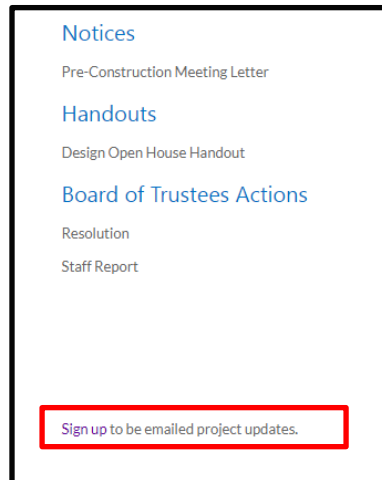 Notices
Pre-Construction Meeting Letter
Handouts
Design Open House Handout
Board of Trustees Actions
Resolution
Staff Report
Sign up to be emailed project updates.